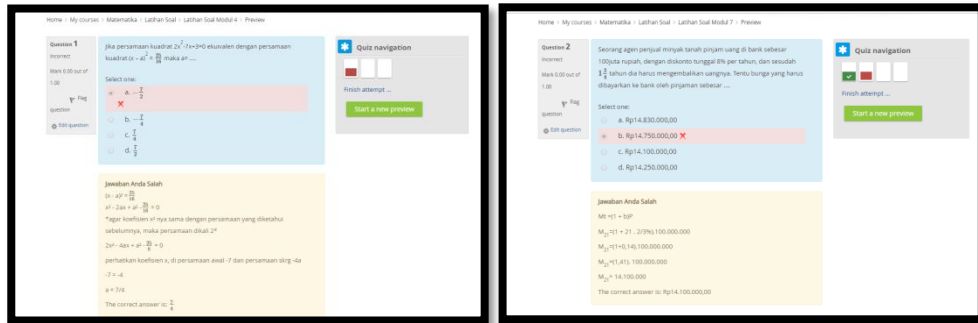 Home > My courses > Matematika > Latihan Soal > Latihan Soal Modul 4 > Preview
Question 1
Incorrect
Mark 0.00 out of
1.00
Flag
question
Edit question
Jika persamaan kuadrat 2x²-7x+3=0 ekuivalen dengan persamaan
kuadrat (x – a)² = 25/16 maka a= ....
Select one:
a. -7/2
b. -7/4
c. 7/4
d. 7/2
Jawaban Anda Salah
(x - a)² = 25/16
x² - 2ax + a² - 25/16 = 0
*agar koefisien x² nya sama dengan persamaan yang diketahui
sebelumnya, maka persamaan dikali 2*
2x² - 4ax + a² - 25/8 = 0
perhatikan koefisien x, di persamaan awal -7 dan persamaan skrg -4a
-7 = -4
a = 7/4
The correct answer is: 7/4
Quiz navigation
Finish attempt ...
Start a new preview
Home > My courses > Matematika > Latihan Soal > Latihan Soal Modul 7 > Preview
Question 2
Incorrect
Mark 0.00 out of
1.00
Flag
question
Edit question
Seorang agen penjual minyak tanah pinjam uang di bank sebesar
100juta rupiah, dengan diskonto tunggal 8% per tahun, dan sesudah
tahun dia harus mengembalikan uangnya. Tentu bunga yang harus
dibayarkan ke bank oleh pinjaman sebesar ....
Select one:
a. Rp14.830.000,00
b. Rp14.750.000,00
c. Rp14.100.000,00
d. Rp14.250.000,00
Jawaban Anda Salah
Mt =(1 + b)ᵗ
M₂₁=(1 + 21 . 2/3%).100.000.000
M₂₁=(1+0,14).100.000.000
M₂₁=(1,41). 100.000.000
M₂₁= 14.100.000
The correct answer is: Rp14.100.000,00
Quiz navigation
Finish attempt ...
Start a new preview